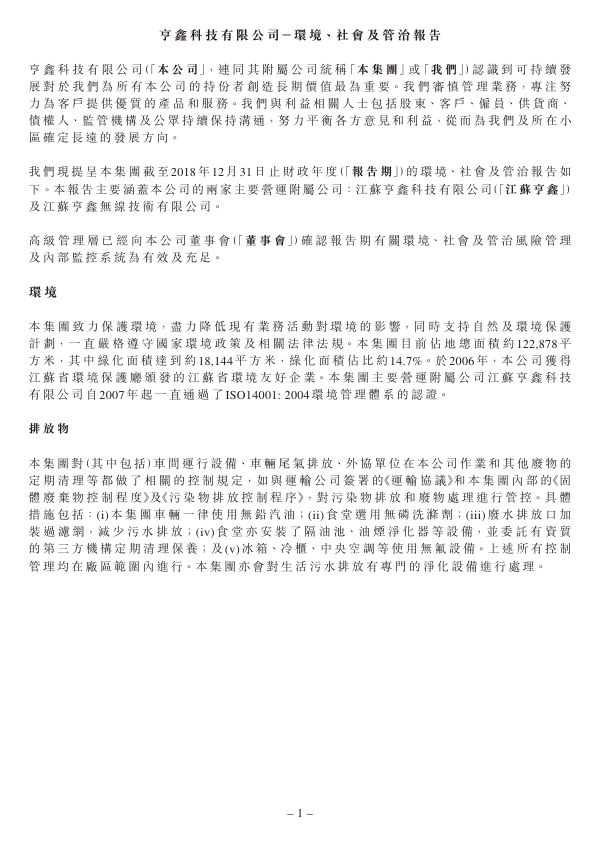 亨鑫科技有限公司－環境、社會及管治報告
亨鑫科技有限公司(「本公司」，連同其附屬公司統稱「本集團」或「我們」)認識到可持續發
展對於我們為所有本公司的持份者創造長期價值最為重要。我們審慎管理業務，專注努
力為客戶提供優質的產品和服務。我們與利益相關人士包括股東、客戶、僱員、供貨商、
債權人、監管機構及公眾持續保持溝通，努力平衡各方意見和利益，從而為我們及所在小
區確定長遠的發展方向。
我們現提呈本集團截至2018年12月31日止財政年度(「報告期」)的環境、社會及管治報告如
下。本報告主要涵蓋本公司的兩家主要營運附屬公司：江蘇亨鑫科技有限公司(「江蘇亨鑫」)
及江蘇亨鑫無線技術有限公司。
高級管理層已經向本公司董事會(「董事會」)確認報告期有關環境、社會及管治風險管理
及內部監控系統為有效及充足。
環境
本集團致力保護環境，盡力降低現有業務活動對環境的影響，同時支持自然及環境保護
計劃，一直嚴格遵守國家環境政策及相關法律法規。本集團目前佔地總面積約122,878平
方米，其中綠化面積達到約18,144平方米，綠化面積佔比約14.7%。於2006年，本公司獲得
江蘇省環境保護廳頒發的江蘇省環境友好企業。本集團主要營運附屬公司江蘇亨鑫科技
有限公司自2007年起一直通過了ISO14001: 2004環境管理體系的認證。
排放物
本集團對(其中包括)車間運行設備、車輛尾氣排放、外協單位在本公司作業和其他廢物的
定期清理等都做了相關的控制規定，如與運輸公司簽署的《運輸協議》和本集團內部的《固
體廢棄物控制程度》及《污染物排放控制程序》，對污染物排放和廢物處理進行管控。具體
措施包括：(i)本集團車輛一律使用無鉛汽油；(ii)食堂選用無磷洗滌劑；(iii)廢水排放口加
裝過濾網，減少污水排放；(iv)食堂亦安裝了隔油池、油煙淨化器等設備，並委託有資質
的第三方機構定期清理保養；及(v)冰箱、冷櫃、中央空調等使用無氟設備。上述所有控制
管理均在廠區範圍內進行。本集團亦會對生活污水排放有專門的淨化設備進行處理。
– 1 –